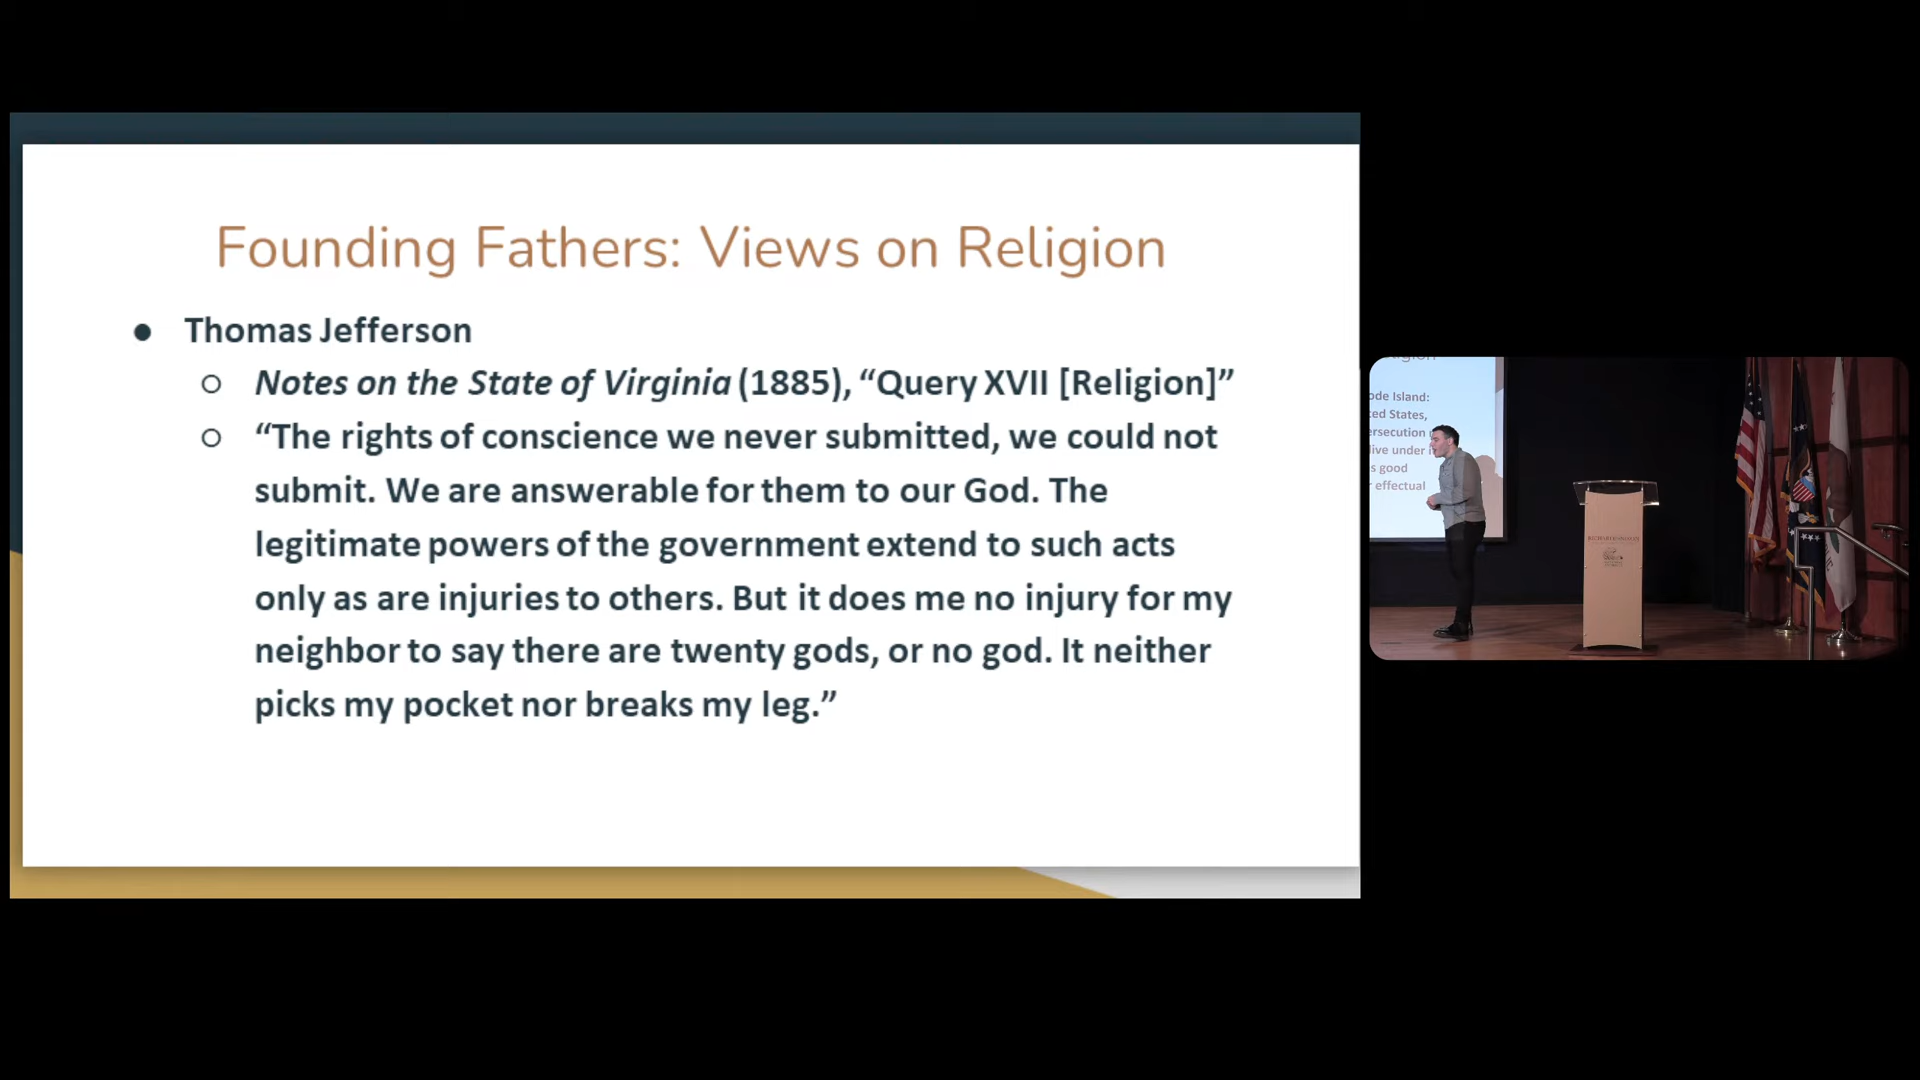 Founding Fathers: Views on Religion
● Thomas Jefferson
○ Notes on the State of Virginia (1885), “Query XVII [Religion]”
○ “The rights of conscience we never submitted, we could not
submit. We are answerable for them to our God. The
legitimate powers of the government extend to such acts
only as are injuries to others. But it does me no injury for my
neighbor to say there are twenty gods, or no god. It neither
picks my pocket nor breaks my leg.”
ode Island:
ed States,
ersecution
live under
s good
effectual